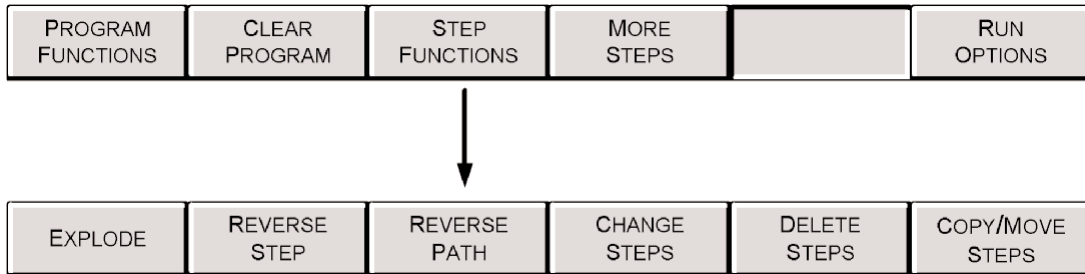 PROGRAM FUNCTIONS
CLEAR PROGRAM
STEP FUNCTIONS
MORE STEPS
RUN OPTIONS
EXPLODE
REVERSE STEP
REVERSE PATH
CHANGE STEPS
DELETE STEPS
COPY/MOVE STEPS